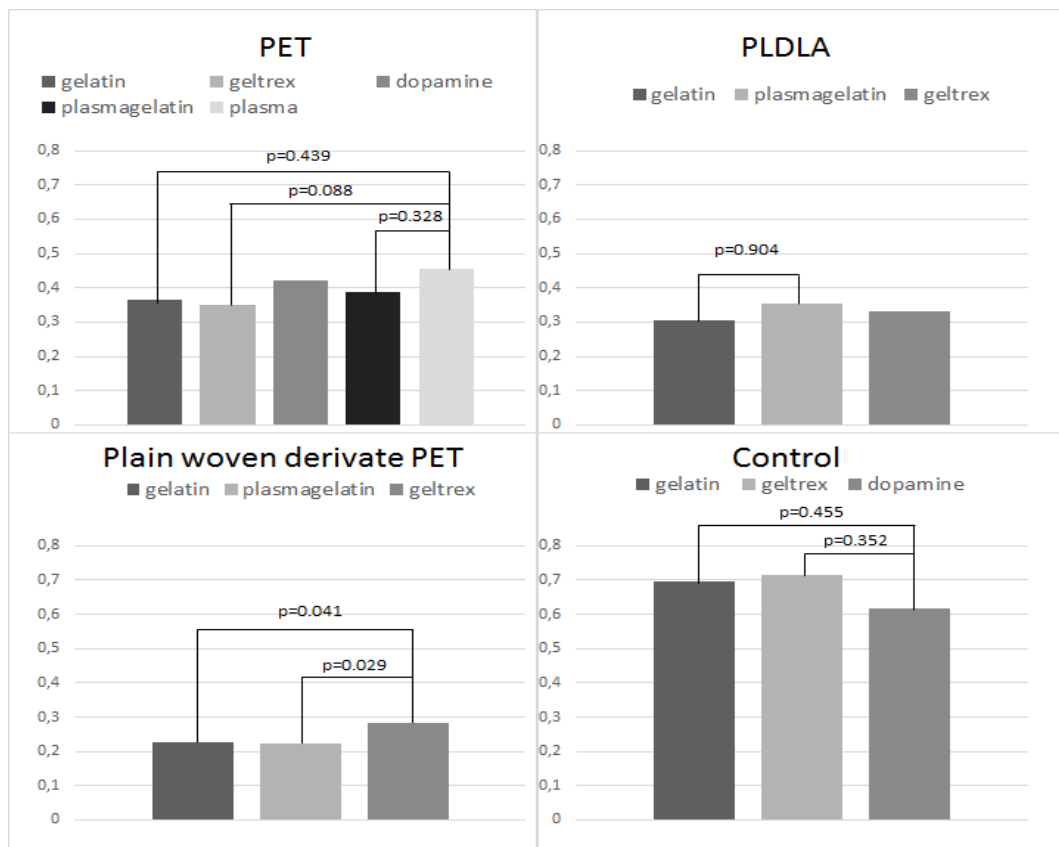 PET
gelatin geltrex dopamine
plasmagelatin plasma
0,8
p=0.439
0,7
p=0.088
0,6
p=0.328
0,5
0,4
0,3
0,2
0,1
0
PLDLA
gelatin plasmagelatin geltrex
0,8
0,7
0,6
0,5
p=0.904
0,4
0,3
0,2
0,1
0
Plain woven derivate PET
gelatin plasmagelatin geltrex
0,8
0,7
0,6
p=0.041
0,5
p=0.029
0,4
0,3
0,2
0,1
0
Control
gelatin geltrex dopamine
p=0.455
0,8
p=0.352
0,7
0,6
0,5
0,4
0,3
0,2
0,1
0